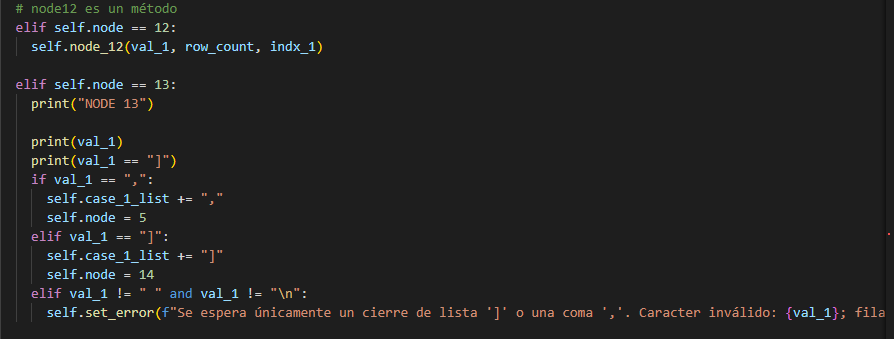 # node12 es un método
elif self.node == 12:
self.node_12(val_1, row_count, indx_1)
elif self.node == 13:
print("NODE 13")
print(val_1)
print(val_1 == "]")
if val_1 == ",":
self.case_1_list += ","
self.node = 5
elif val_1 == "]":
self.case_1_list += "]"
self.node = 14
elif val_1 != " " and val_1 != "\n":
self.set_error(f"Se espera únicamente un cierre de lista ']' o una coma ','. Caracter inválido: {val_1}; fila